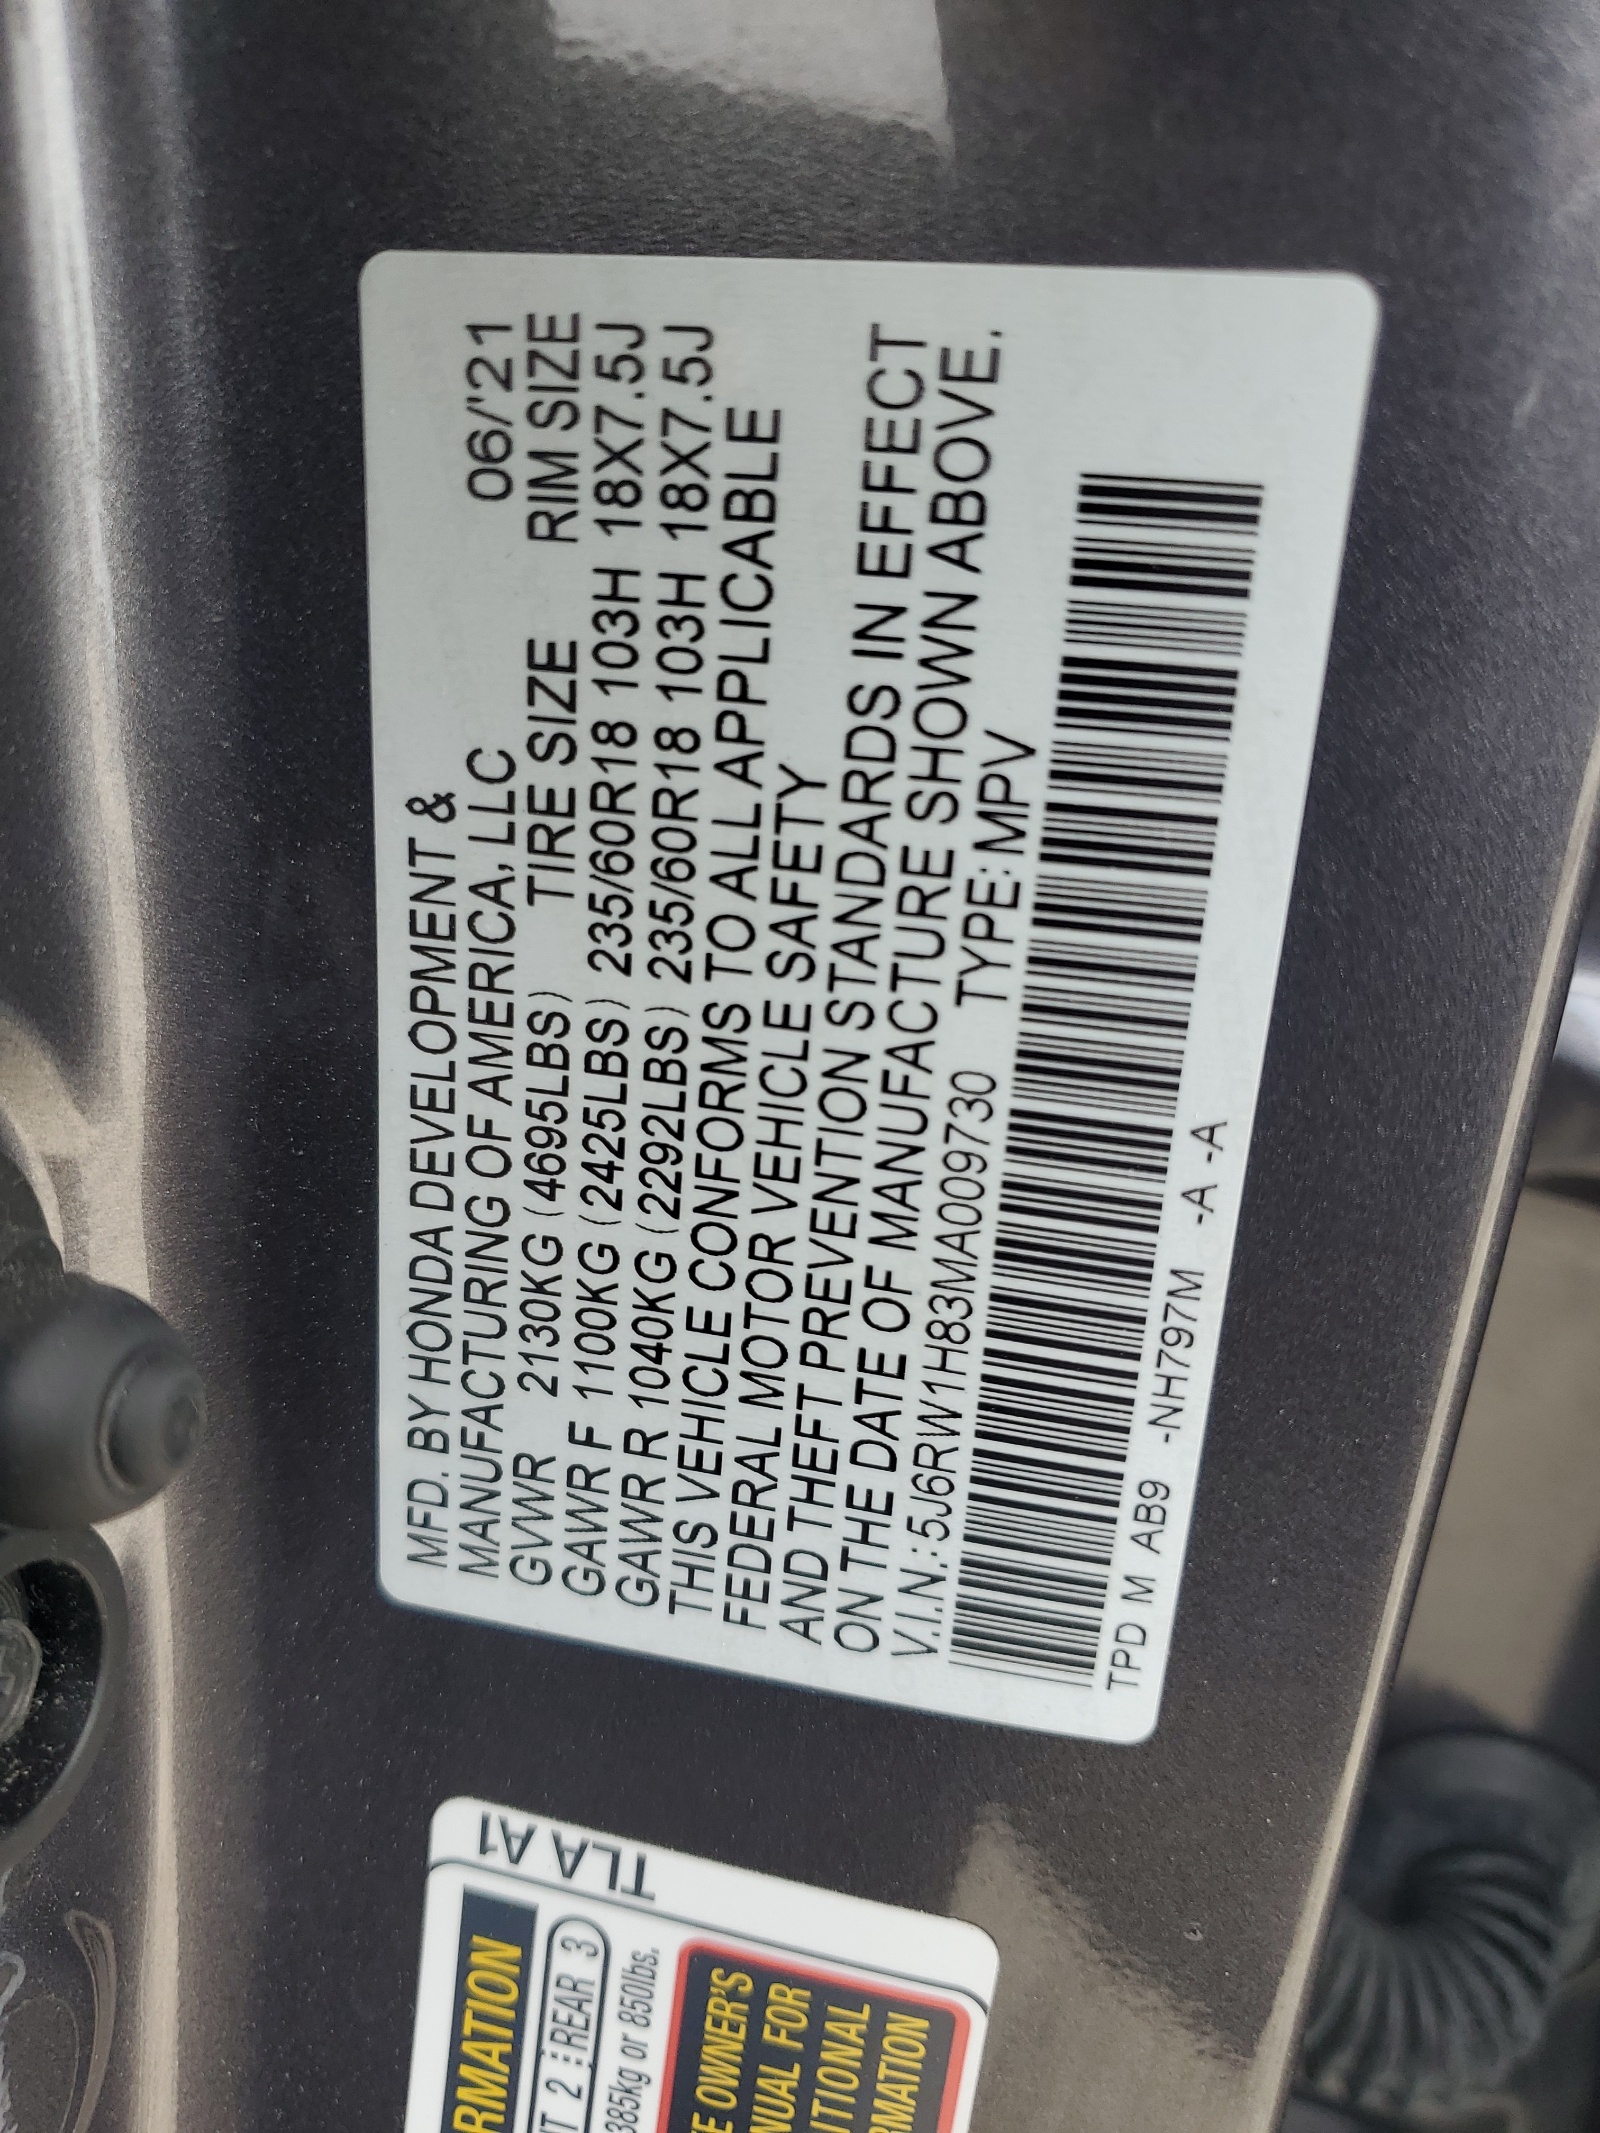 MFD. BY HONDA DEVELOPMENT &
MANUFACTURING OF AMERICA, LLC 06/'21
GVWR 2130KG (4695LBS) TIRE SIZE RIM SIZE
GAWR F 1100KG (2425LBS) 235/60R18 103H 18X7.5J
GAWR R 1040KG (2292LBS) 235/60R18 103H 18X7.5J
THIS VEHICLE CONFORMS TO ALL APPLICABLE
FEDERAL MOTOR VEHICLE SAFETY
AND THEFT PREVENTION STANDARDS IN EFFECT
ON THE DATE OF MANUFACTURE SHOWN ABOVE.
V.I.N.: 5J6RW1H83MA009730 TYPE: MPV
TPD M AB9 -NH797M -A -A
TLA A1
RMATION
2 REAR 3
385kg or 850lbs.
OWNER'S
FOR